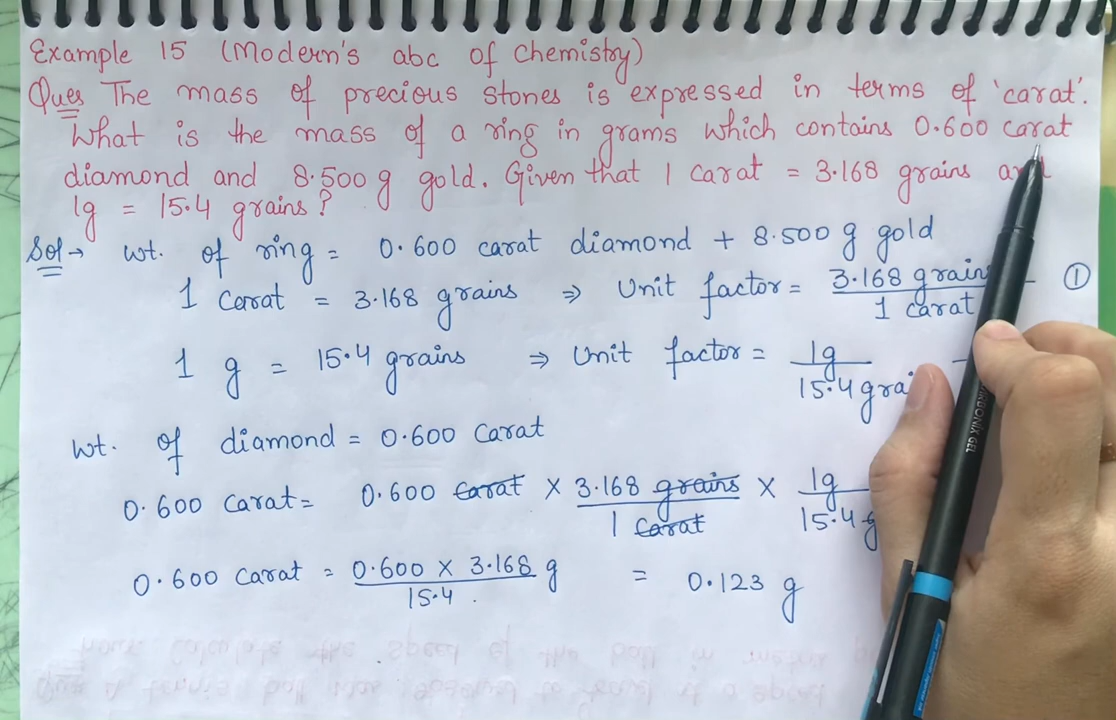 Example 15 (Modern's abc of Chemistry)
Ques The mass of precious stones is expressed in terms of 'carat'.
What is the mass of a ring in grams which contains 0.600 carat
diamond and 8.500 g gold. Given that 1 carat = 3.168 grains
1g = 15.4 grains?
Sol→ wt. of ring = 0.600 carat diamond + 8.500 g gold
1 Carat = 3.168 grains ⇒ Unit factor = 3.168 grains / 1 carat — ①
1 g = 15.4 grains ⇒ Unit factor = 1g / 15.4 grai
Wt. of diamond = 0.600 Carat
0.600 Carat = 0.600 carat × 3.168 grains / 1 carat × 1g / 15.4 g
0.600 Carat = 0.600 × 3.168 / 15.4 g = 0.123 g